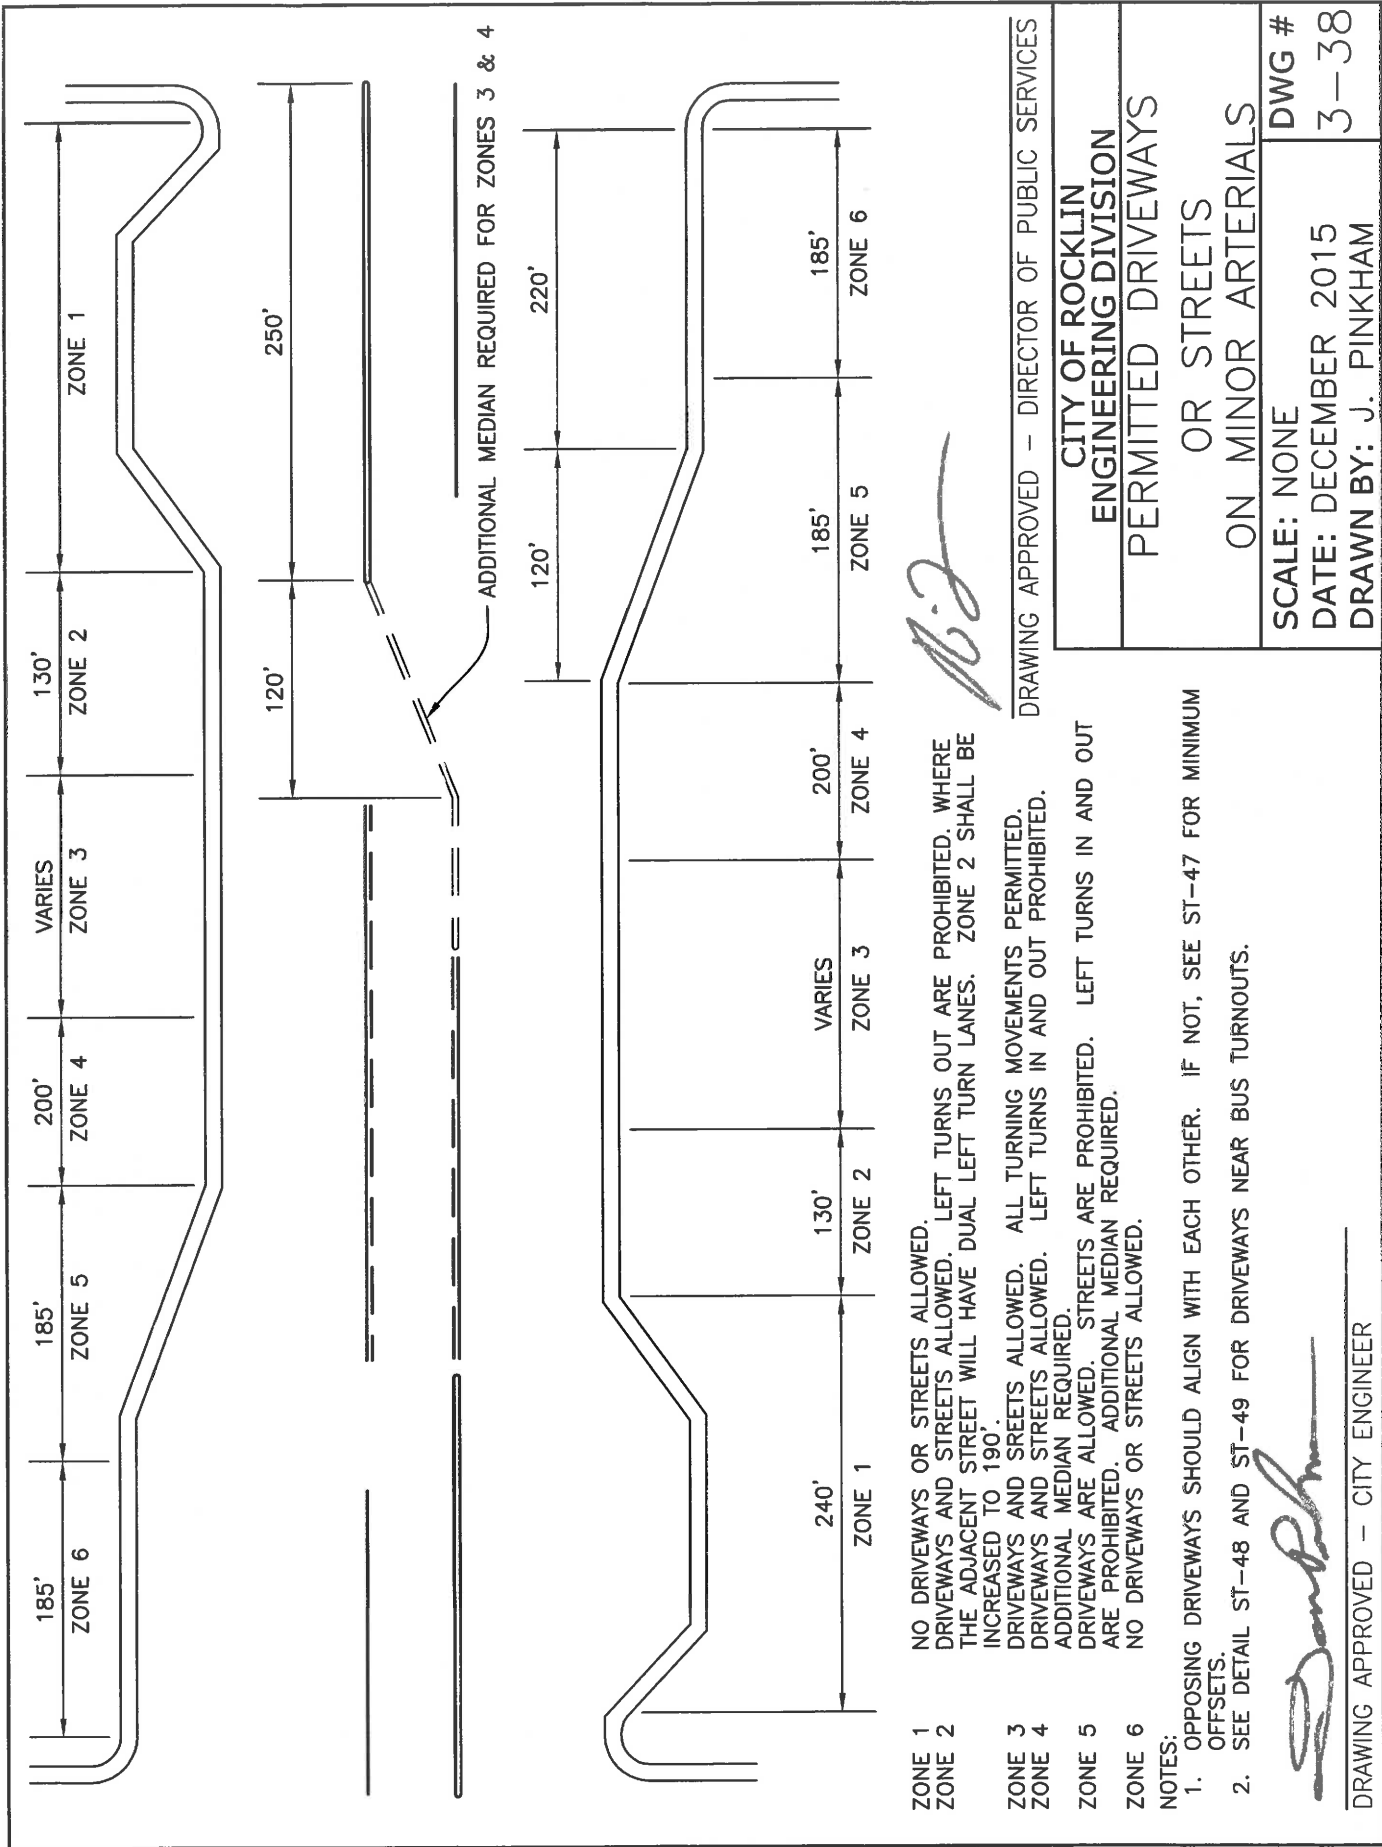 185'
ZONE 6
185'
ZONE 5
200'
ZONE 4
VARIES
ZONE 3
130'
ZONE 2
ZONE 1
120'
250'
ADDITIONAL MEDIAN REQUIRED FOR ZONES 3 & 4
120'
220'
240'
ZONE 1
130'
ZONE 2
VARIES
ZONE 3
200'
ZONE 4
185'
ZONE 5
185'
ZONE 6
ZONE 1 NO DRIVEWAYS OR STREETS ALLOWED.
ZONE 2 DRIVEWAYS AND STREETS ALLOWED. LEFT TURNS OUT ARE PROHIBITED. WHERE
THE ADJACENT STREET WILL HAVE DUAL LEFT TURN LANES. ZONE 2 SHALL BE
INCREASED TO 190'.
ZONE 3 DRIVEWAYS AND SREETS ALLOWED. ALL TURNING MOVEMENTS PERMITTED.
ZONE 4 DRIVEWAYS AND STREETS ALLOWED. LEFT TURNS IN AND OUT PROHIBITED.
ADDITIONAL MEDIAN REQUIRED.
ZONE 5 DRIVEWAYS ARE ALLOWED. STREETS ARE PROHIBITED. LEFT TURNS IN AND OUT
ARE PROHIBITED. ADDITIONAL MEDIAN REQUIRED.
ZONE 6 NO DRIVEWAYS OR STREETS ALLOWED.
NOTES:
1. OPPOSING DRIVEWAYS SHOULD ALIGN WITH EACH OTHER. IF NOT, SEE ST-47 FOR MINIMUM
OFFSETS.
2. SEE DETAIL ST-48 AND ST-49 FOR DRIVEWAYS NEAR BUS TURNOUTS.
DRAWING APPROVED - CITY ENGINEER
DRAWING APPROVED - DIRECTOR OF PUBLIC SERVICES
CITY OF ROCKLIN
ENGINEERING DIVISION
PERMITTED DRIVEWAYS
OR STREETS
ON MINOR ARTERIALS
SCALE: NONE
DATE: DECEMBER 2015
DRAWN BY: J. PINKHAM
DWG #
3-38